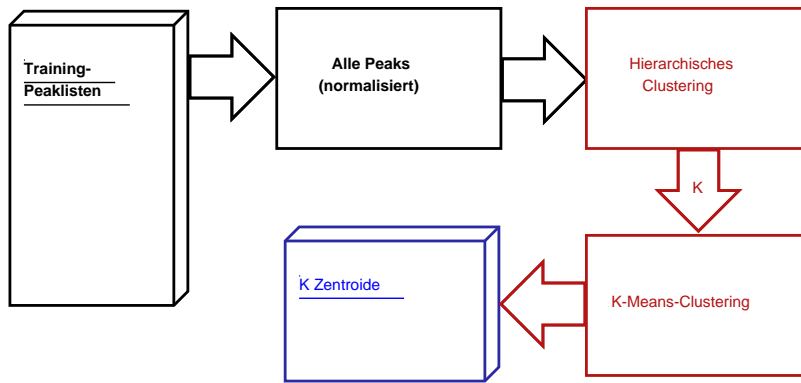 Training-
Peaklisten
Alle Peaks
(normalisiert)
Hierarchisches
Clustering
K
K-Means-Clustering
K Zentroide